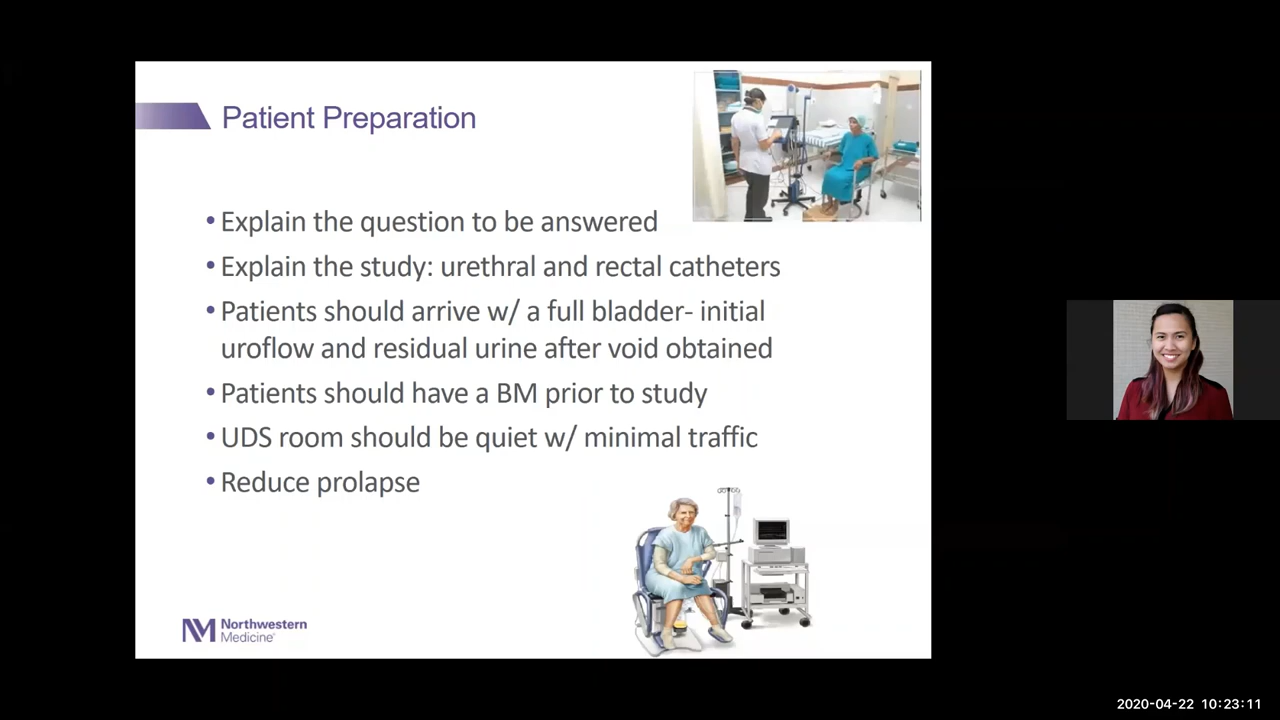 Patient Preparation
• Explain the question to be answered
• Explain the study: urethral and rectal catheters
• Patients should arrive w/ a full bladder- initial
uroflow and residual urine after void obtained
• Patients should have a BM prior to study
• UDS room should be quiet w/ minimal traffic
• Reduce prolapse
NM Northwestern
Medicine®
2020-04-22 10:23:11